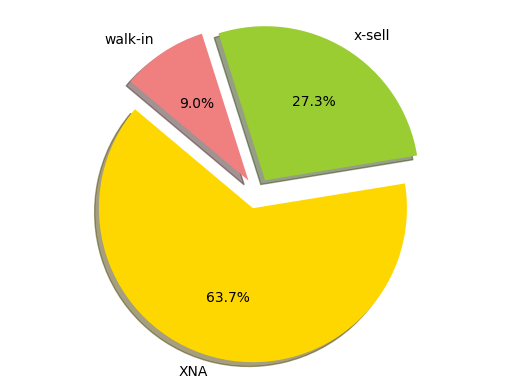 x-sell
walk-in
27.3%
9.0%
63.7%
XNA